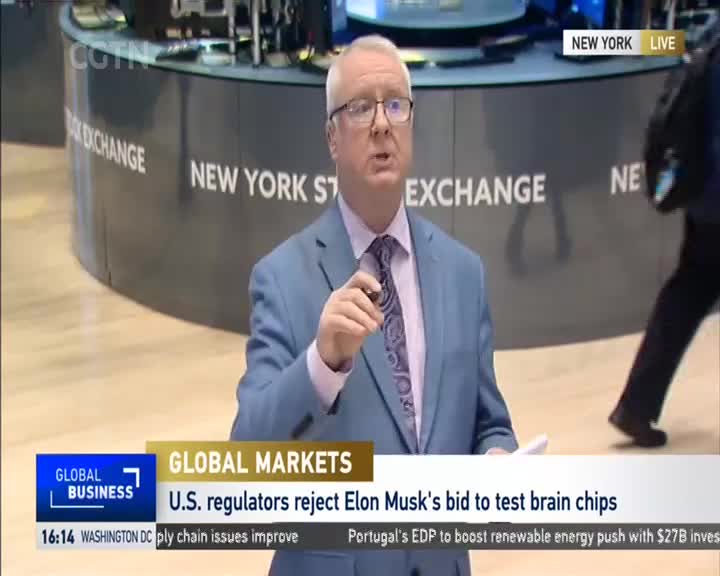 CGTN
NEW YORK LIVE
OCK EXCHANGE
NEW YORK ST EXCHANGE
NE
GLOBAL MARKETS
GLOBAL
BUSINESS
U.S. regulators reject Elon Musk's bid to test brain chips
16:14 WASHINGTON DC ply chain issues improve Portugal's EDP to boost renewable energy push with $27B inves